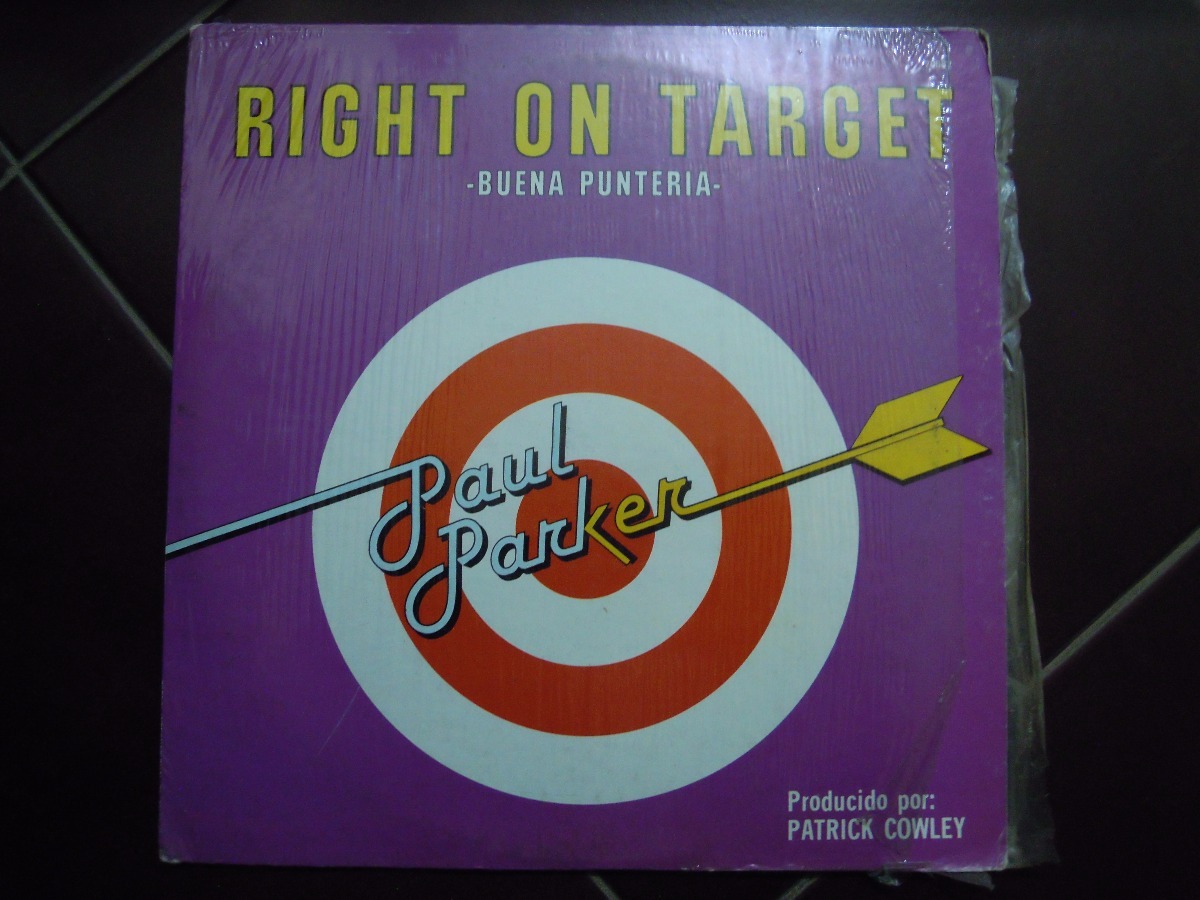 RIGHT ON TARGET
-BUENA PUNTERIA-
Paul
Parker
Producido por:
PATRICK COWLEY